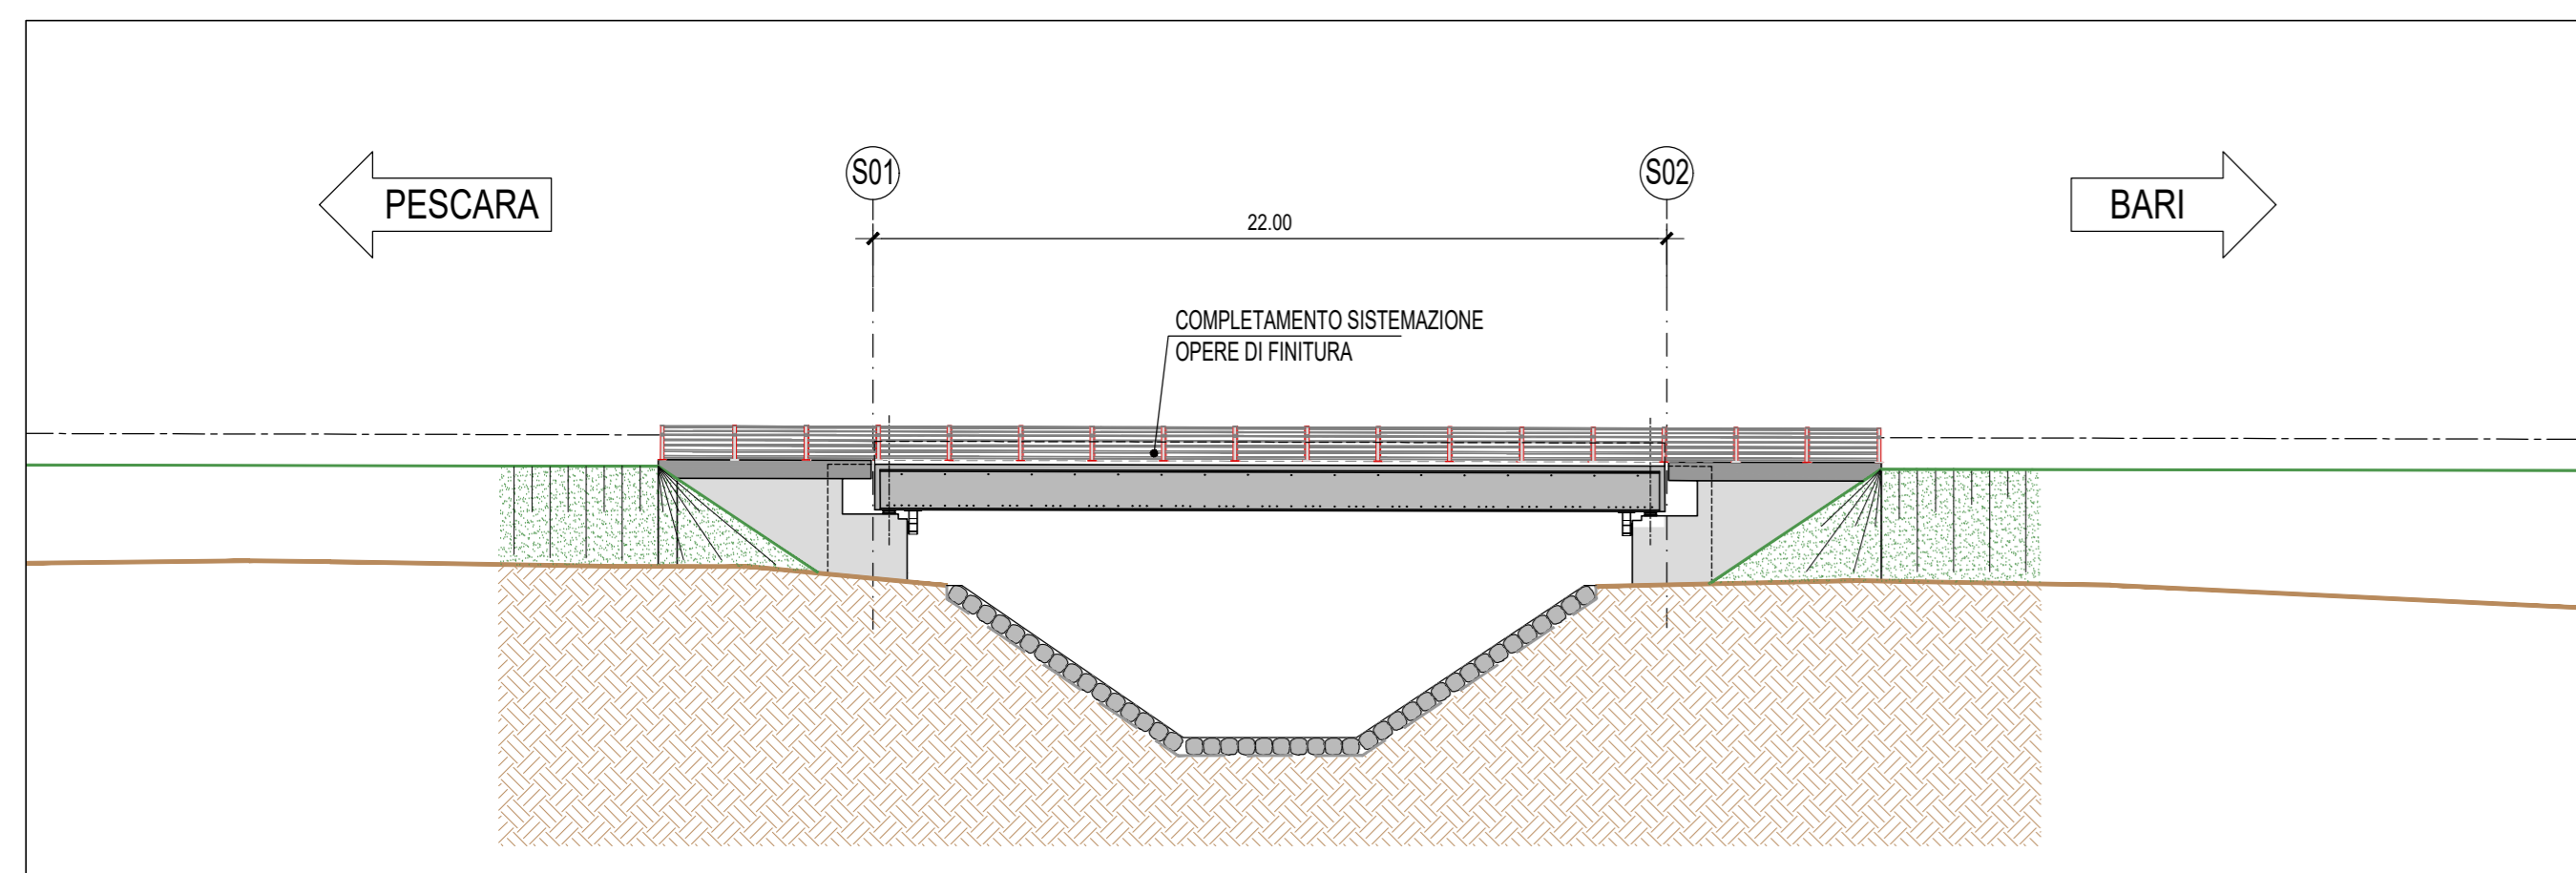 S01
S02
PESCARA
BARI
22.00
COMPLETAMENTO SISTEMAZIONE
OPERE DI FINITURA